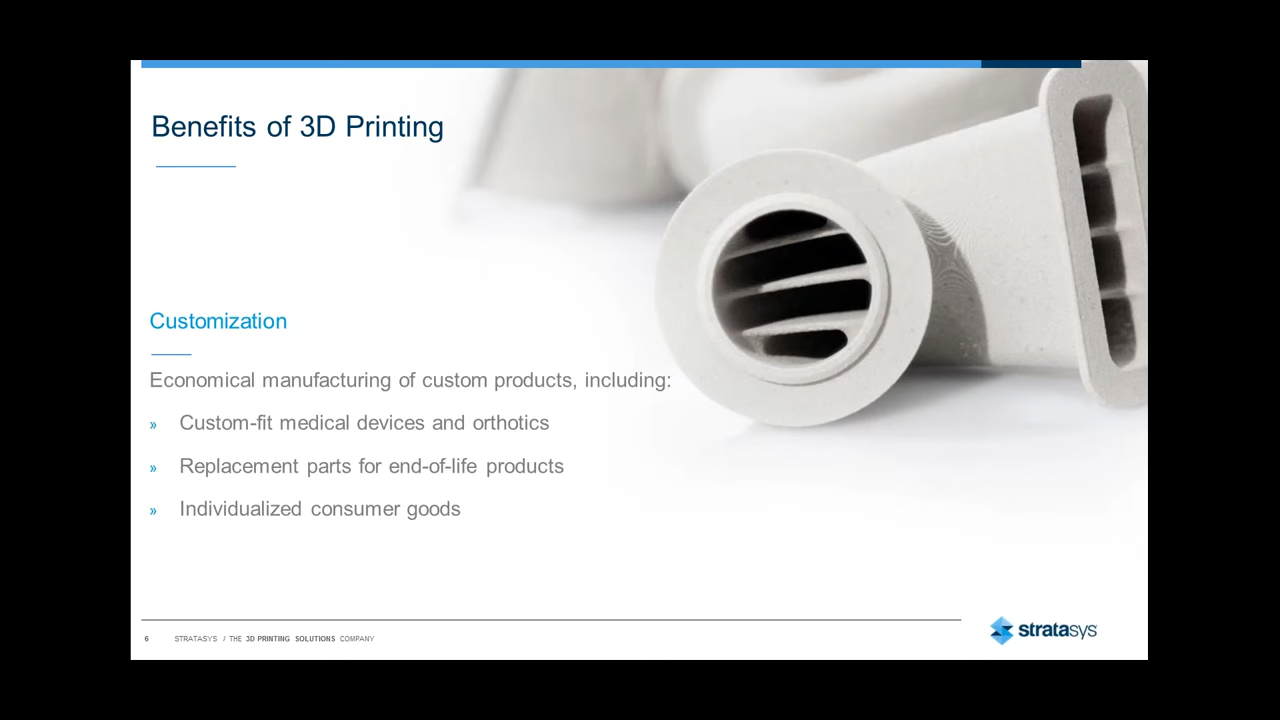 Benefits of 3D Printing
Customization
Economical manufacturing of custom products, including:
» Custom-fit medical devices and orthotics
» Replacement parts for end-of-life products
» Individualized consumer goods
6 STRATASYS / THE 3D PRINTING SOLUTIONS COMPANY
stratasys